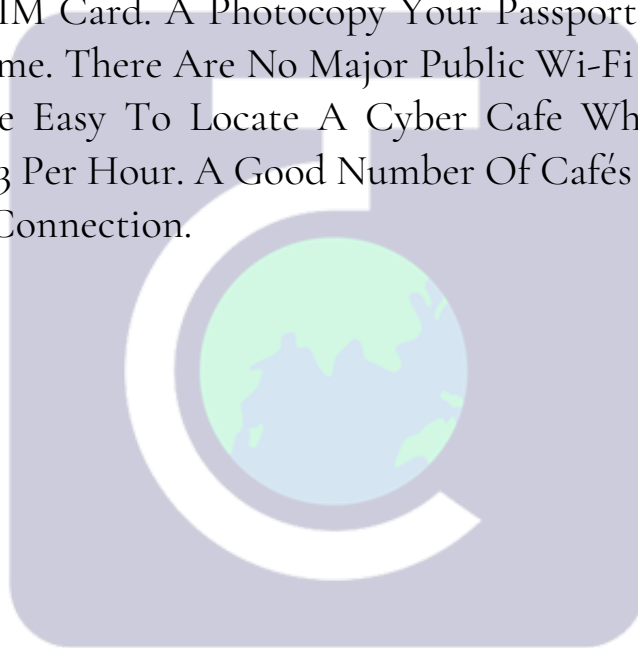 IM Card. A Photocopy Your Passport
me. There Are No Major Public Wi-Fi
e Easy To Locate A Cyber Cafe Wh
3 Per Hour. A Good Number Of Cafés
Connection.